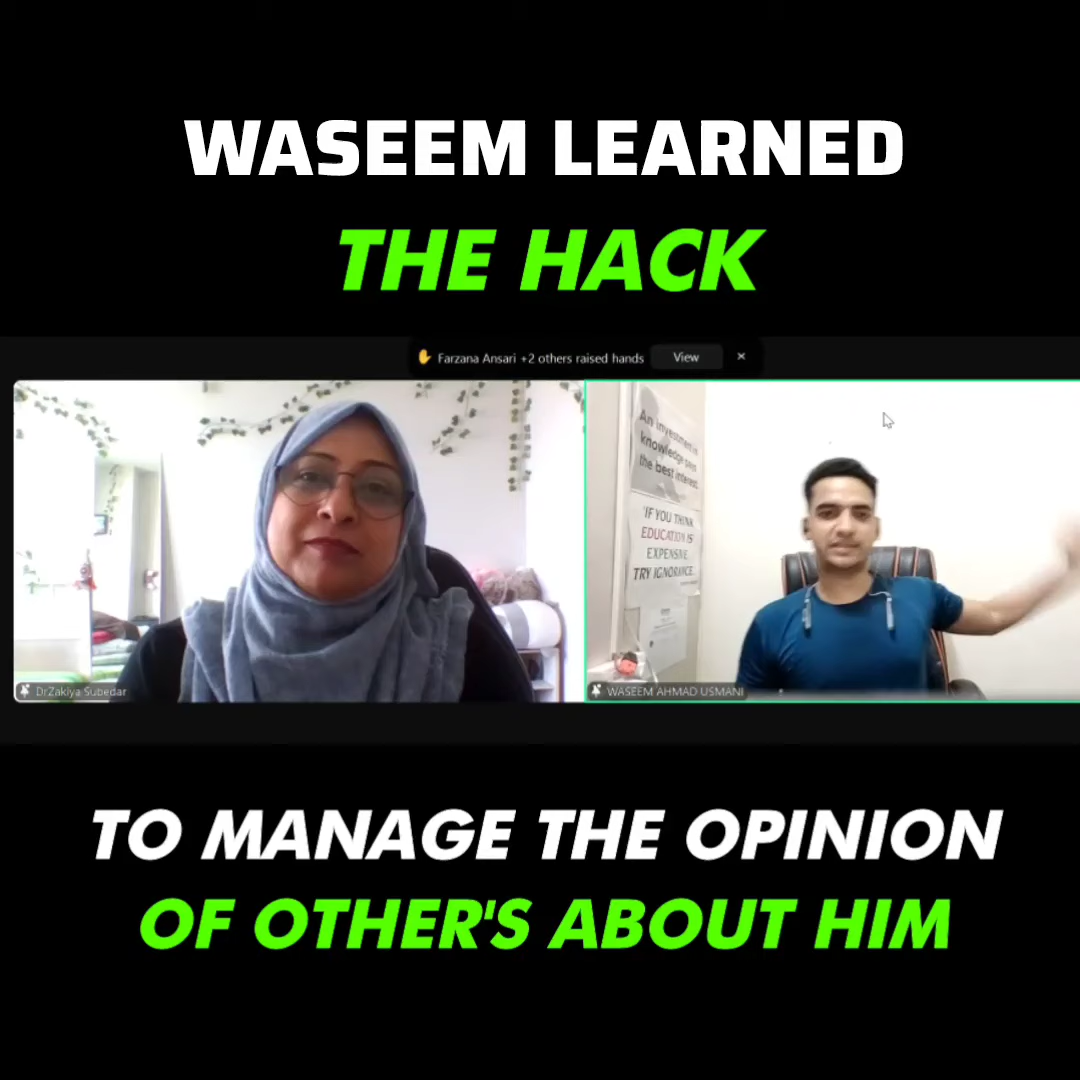 WASEEM LEARNED
THE HACK
Farzana Ansari +2 others raised hands View
An investment in
knowledge pays
the best interest.
'IF YOU THINK
EDUCATION IS
EXPENSIVE,
TRY IGNORANCE.
DrZakiya Subedar
WASEEM AHMAD USMANI
TO MANAGE THE OPINION
OF OTHER'S ABOUT HIM